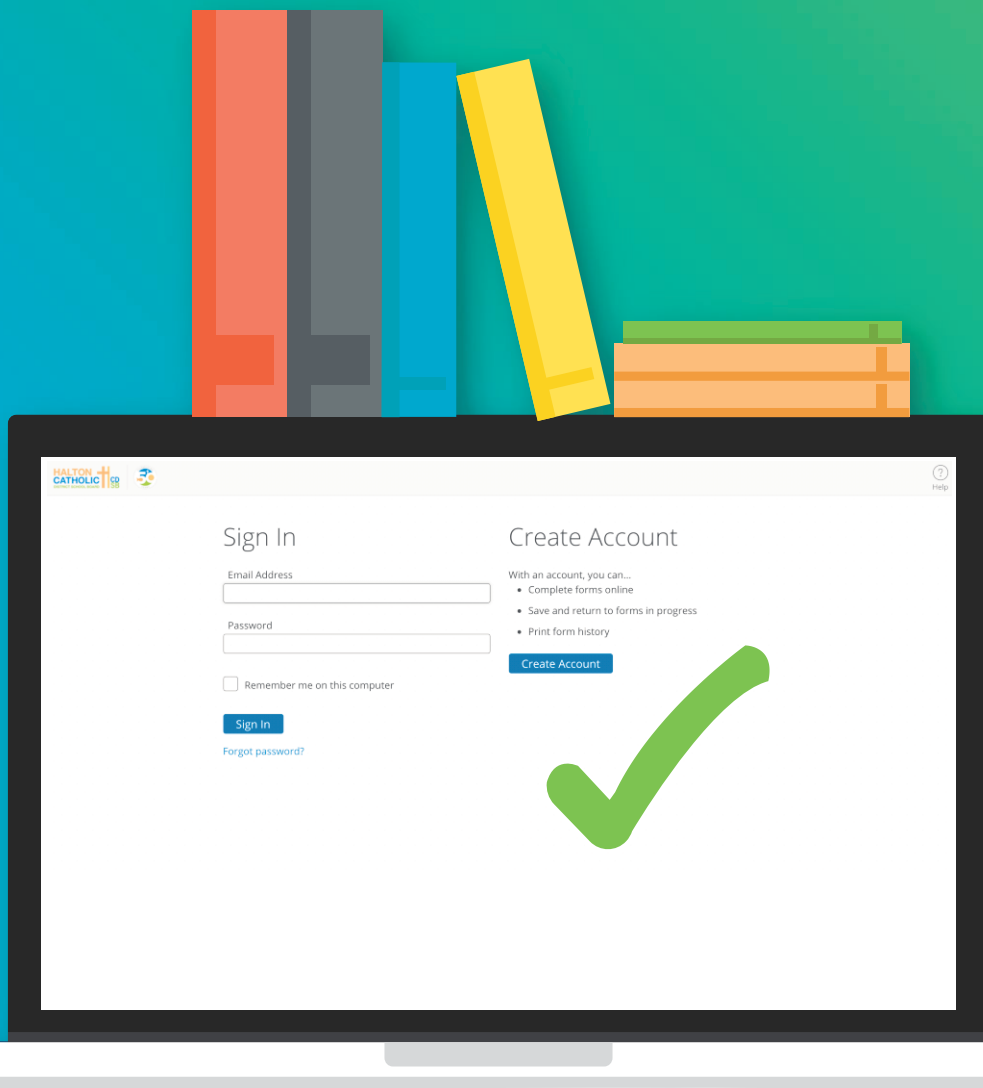 HALTON
CATHOLIC CD
SB
Help
Sign In
Email Address
Password
Remember me on this computer
Sign In
Forgot password?
Create Account
With an account, you can...
• Complete forms online
• Save and return to forms in progress
• Print form history
Create Account